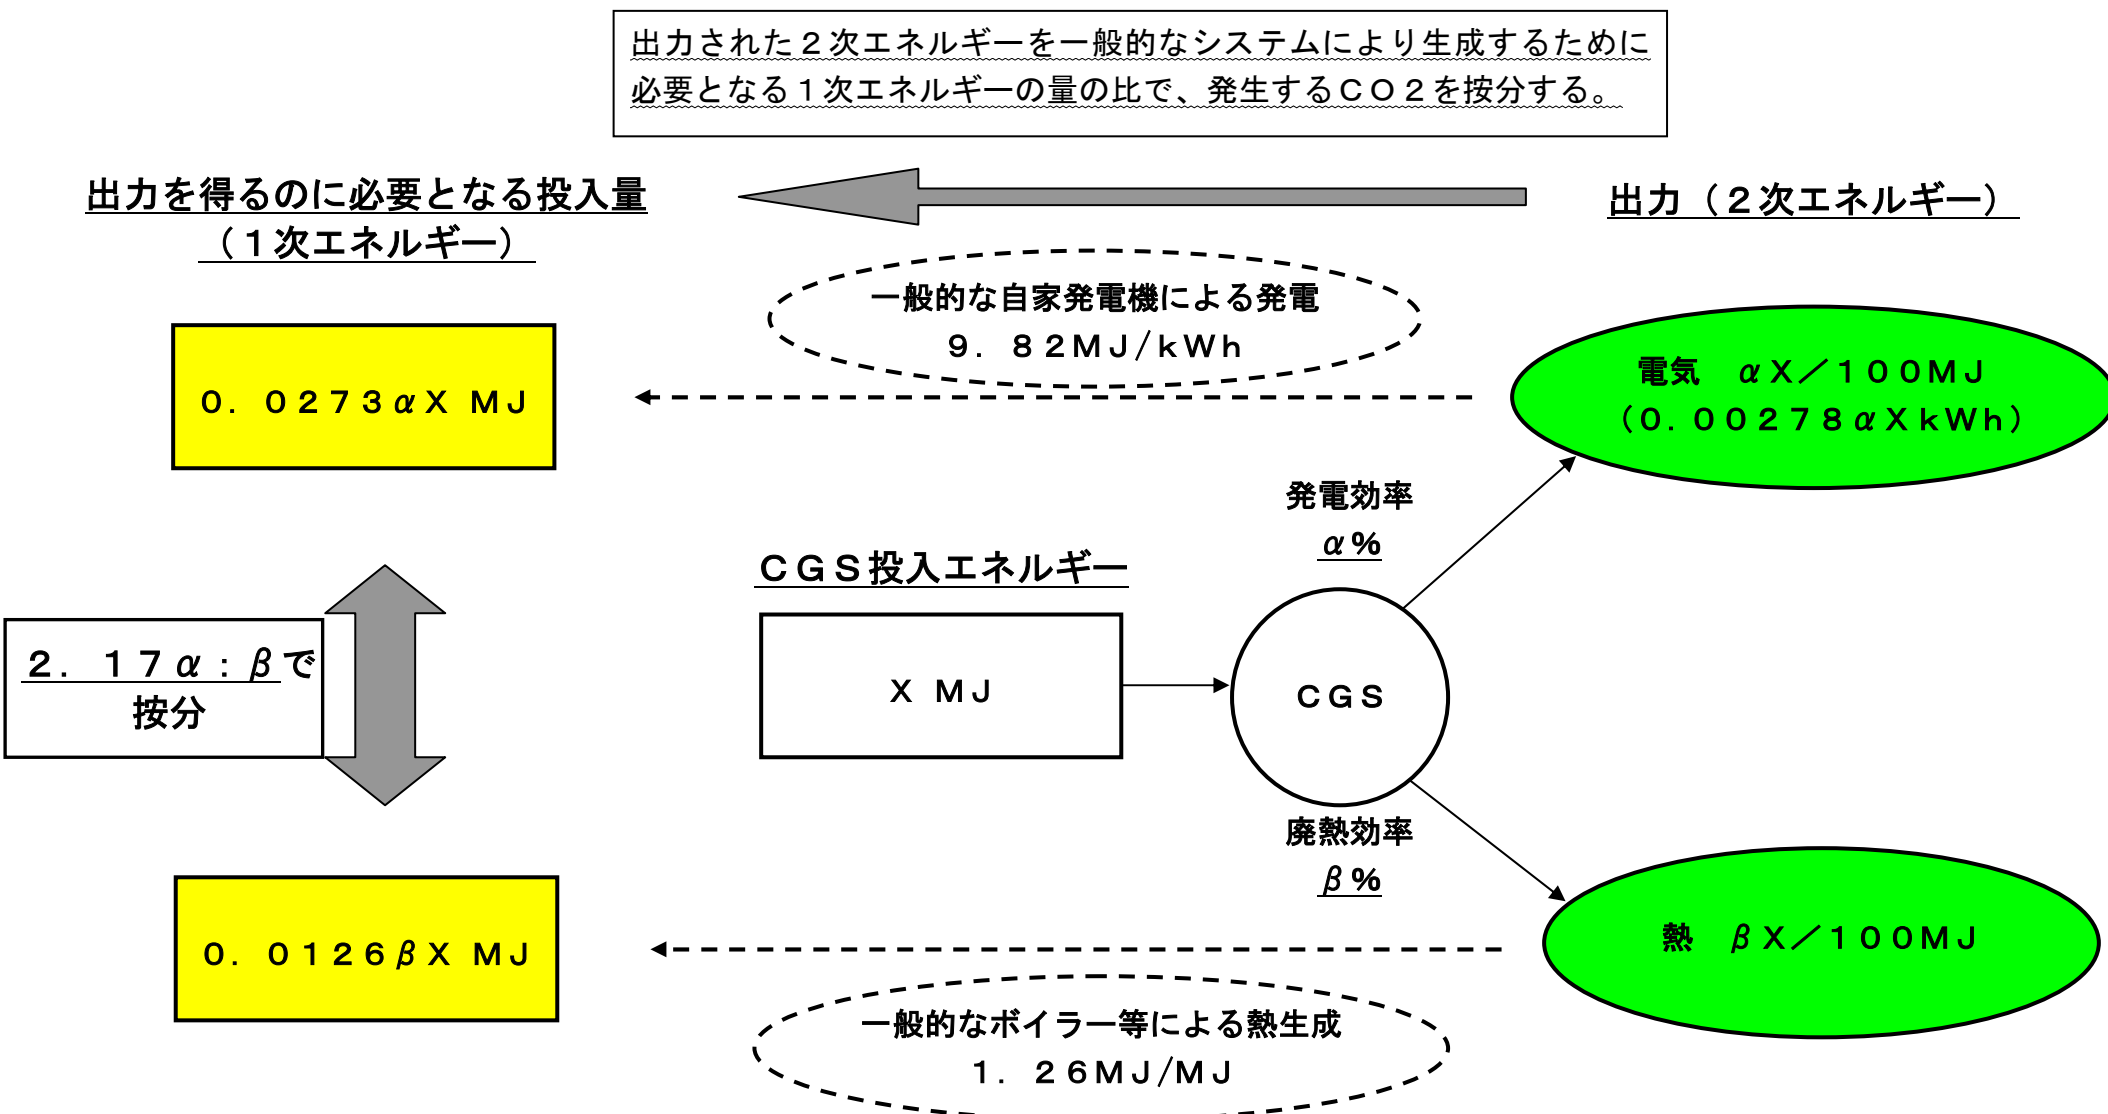 出力された２次エネルギーを一般的なシステムにより生成するために
必要となる１次エネルギーの量の比で、発生するＣＯ２を按分する。
出力を得るのに必要となる投入量
（１次エネルギー）
出力（２次エネルギー）
一般的な自家発電機による発電
９．８２ＭＪ/ｋＷｈ
０．０２７３αＸ ＭＪ
電気　αＸ／１００ＭＪ
（０．００２７８αＸｋＷｈ）
発電効率
α％
ＣＧＳ投入エネルギー
２．１７α：βで
按分
Ｘ ＭＪ
ＣＧＳ
廃熱効率
β％
０．０１２６βＸ ＭＪ
熱　βＸ／１００ＭＪ
一般的なボイラー等による熱生成
１．２６ＭＪ/ＭＪ